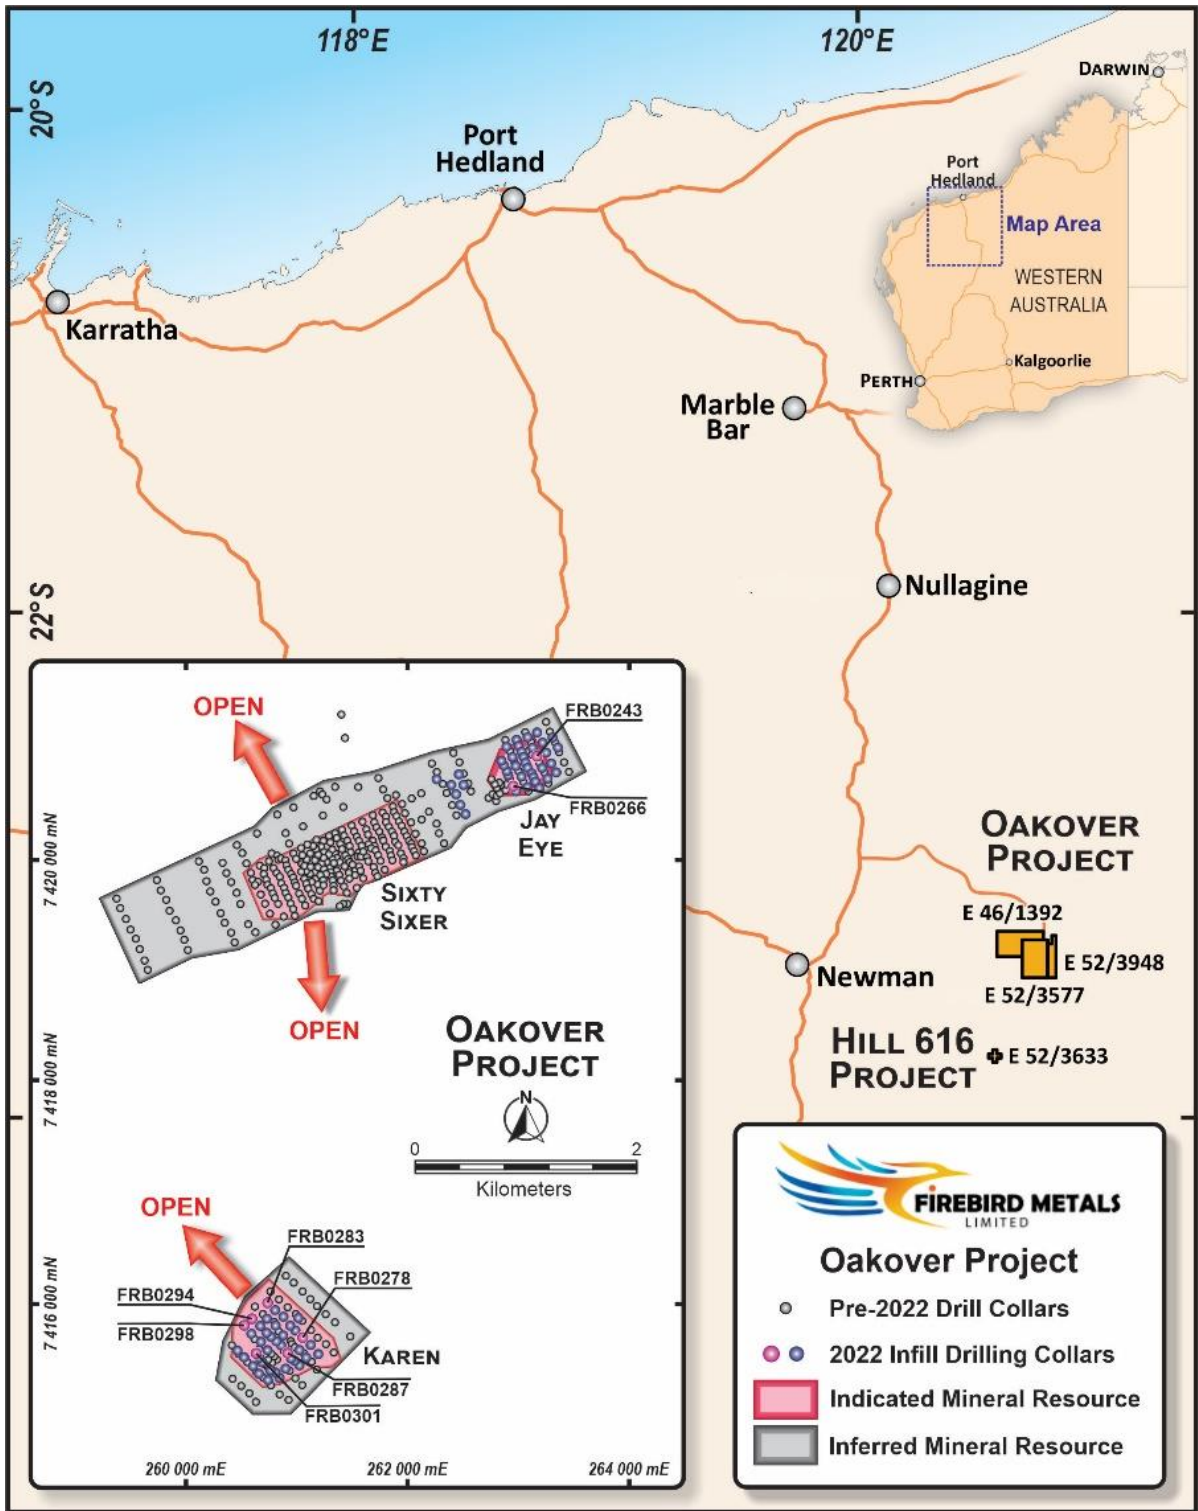 118°E
120°E
20°S
22°S
DARWIN
Port
Hedland
Port
Hedland
Map Area
WESTERN
AUSTRALIA
Kalgoorlie
PERTH
Karratha
Marble
Bar
Nullagine
OAKOVER
PROJECT
E 46/1392
E 52/3948
E 52/3577
Newman
HILL 616
PROJECT
E 52/3633
OPEN
FRB0243
FRB0266
JAY
EYE
SIXTY
SIXER
OPEN
7 420 000 mN
7 418 000 mN
7 416 000 mN
OAKOVER
PROJECT
N
0
2
Kilometers
OPEN
FRB0283
FRB0278
FRB0294
FRB0298
KAREN
FRB0287
FRB0301
260 000 mE
262 000 mE
264 000 mE
FIREBIRD METALS
LIMITED
Oakover Project
Pre-2022 Drill Collars
2022 Infill Drilling Collars
Indicated Mineral Resource
Inferred Mineral Resource